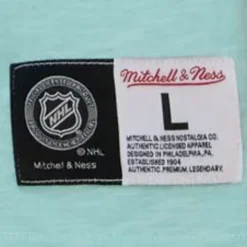 NHL
© NHL
Mitchell & Ness
Mitchell & Ness
L
MITCHELL & NESS NOSTALGIA CO.
AUTHENTIC LICENSED APPAREL
DESIGNED IN PHILADELPHIA, PA.
ESTABLISHED 1904
AUTHENTIC. PREMIUM. LEGENDARY.